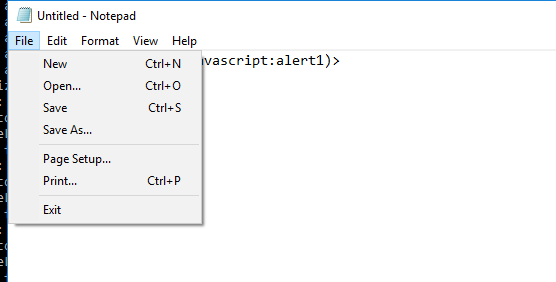 Untitled - Notepad
File Edit Format View Help
New Ctrl+N
avascript:alert1)>
Open... Ctrl+O
Save Ctrl+S
Save As...
Page Setup...
Print... Ctrl+P
Exit